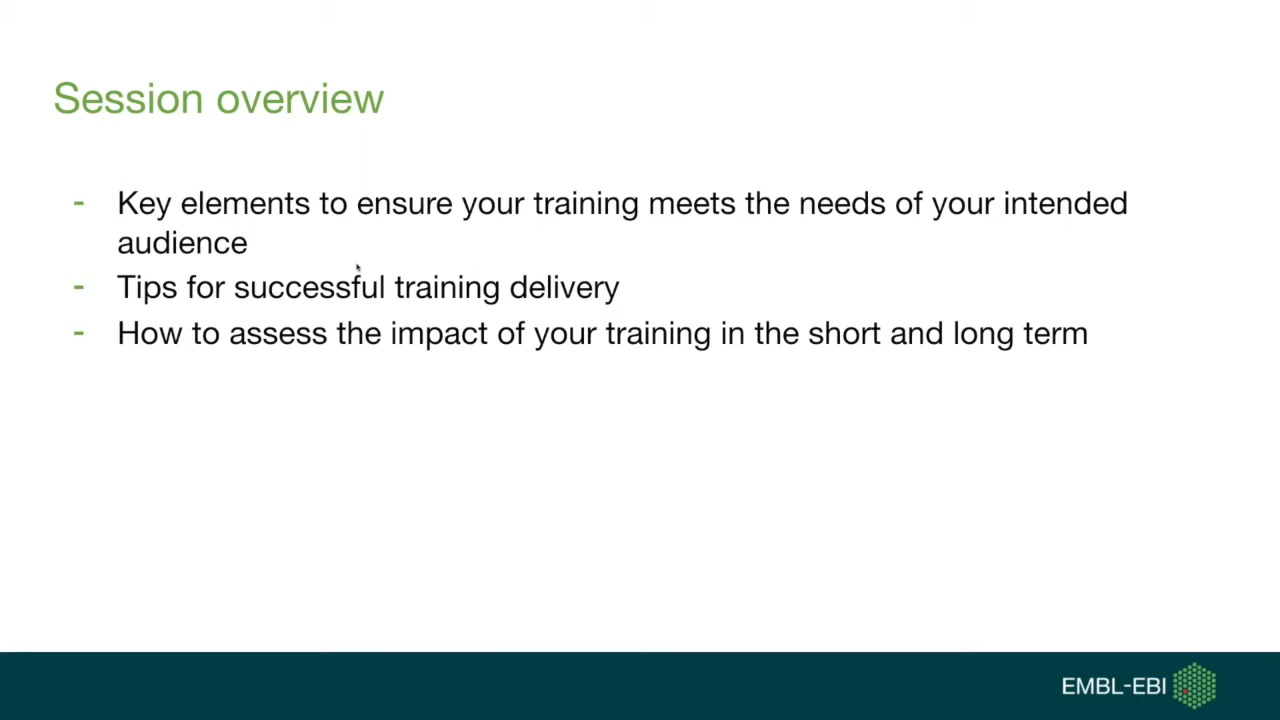 Session overview
- Key elements to ensure your training meets the needs of your intended
audience
- Tips for successful training delivery
- How to assess the impact of your training in the short and long term
EMBL-EBI